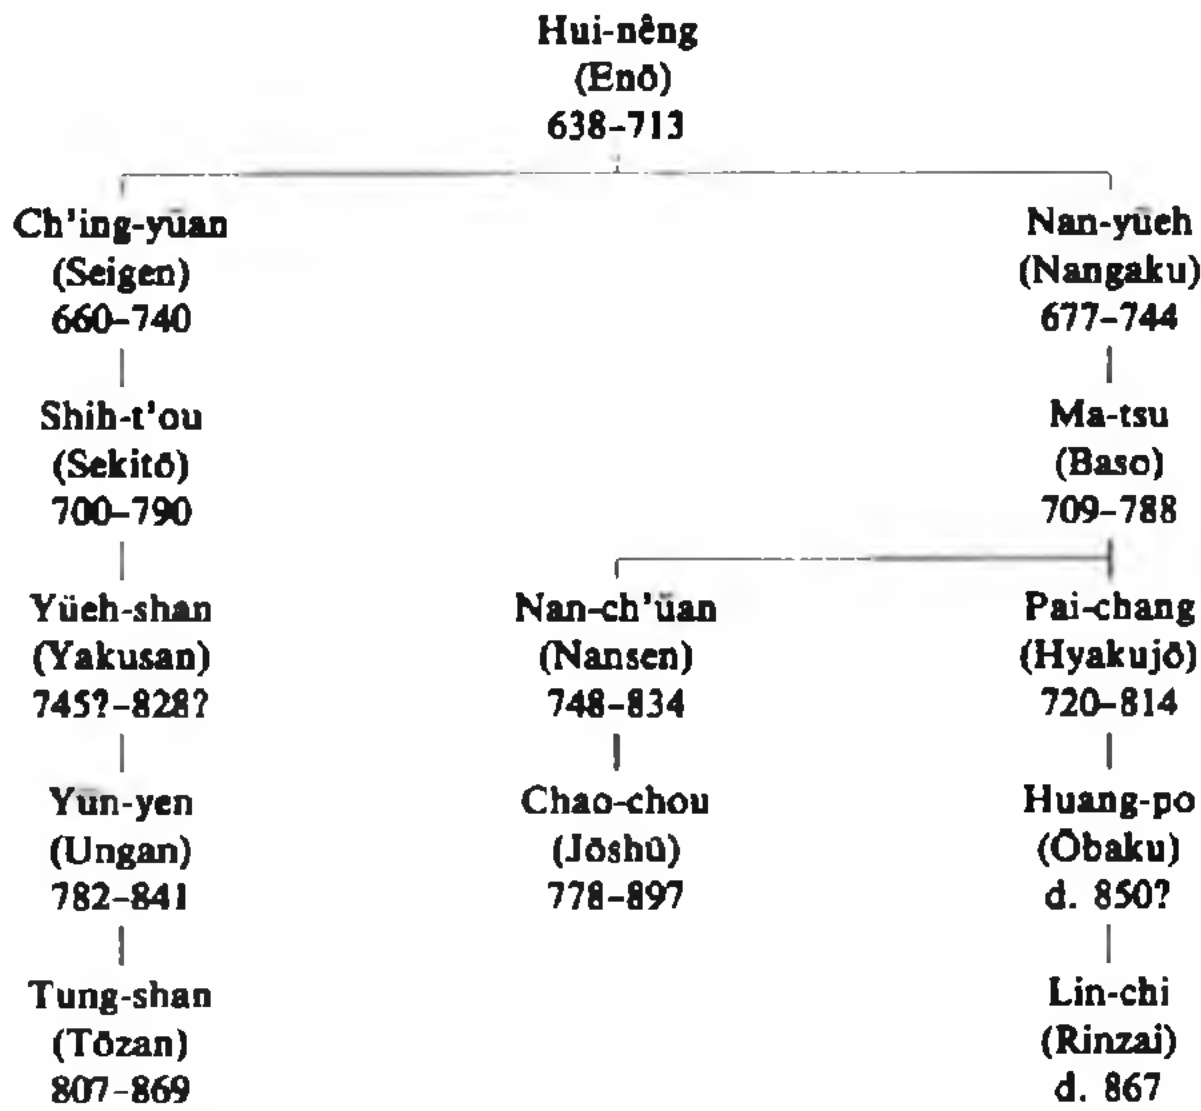 Hui-nêng
(Enō)
638–713
Ch'ing-yüan
(Seigen)
660–740
Nan-yüeh
(Nangaku)
677–744
Shih-t'ou
(Sekitō)
700–790
Ma-tsu
(Baso)
709–788
Yüeh-shan
(Yakusan)
745?–828?
Nan-ch'üan
(Nansen)
748–834
Pai-chang
(Hyakujō)
720–814
Yün-yen
(Ungan)
782–841
Chao-chou
(Jōshū)
778–897
Huang-po
(Ōbaku)
d. 850?
Tung-shan
(Tōzan)
807–869
Lin-chi
(Rinzai)
d. 867